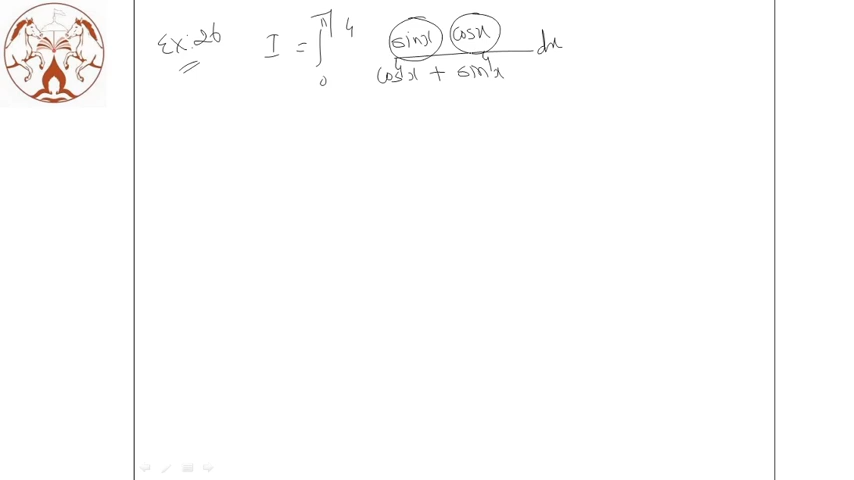 Ex: 26 I = ∫₀^{π/4} (sinx cosx)/(cos⁴x + sin⁴x) dx